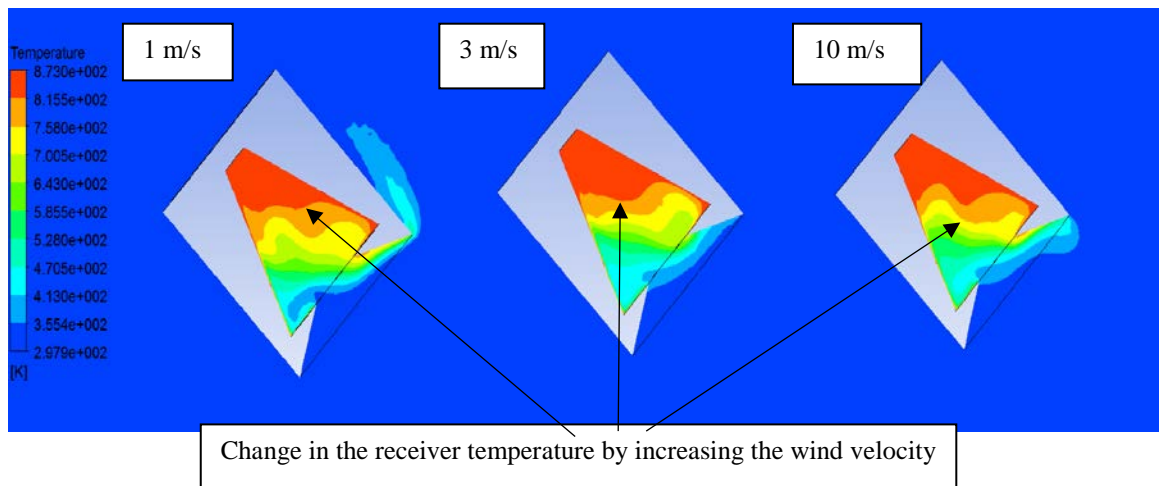 1 m/s
3 m/s
10 m/s
Temperature
8.730e+002
8.155e+002
7.580e+002
7.005e+002
6.430e+002
5.855e+002
5.280e+002
4.705e+002
4.130e+002
3.554e+002
2.979e+002
[K]
Change in the receiver temperature by increasing the wind velocity